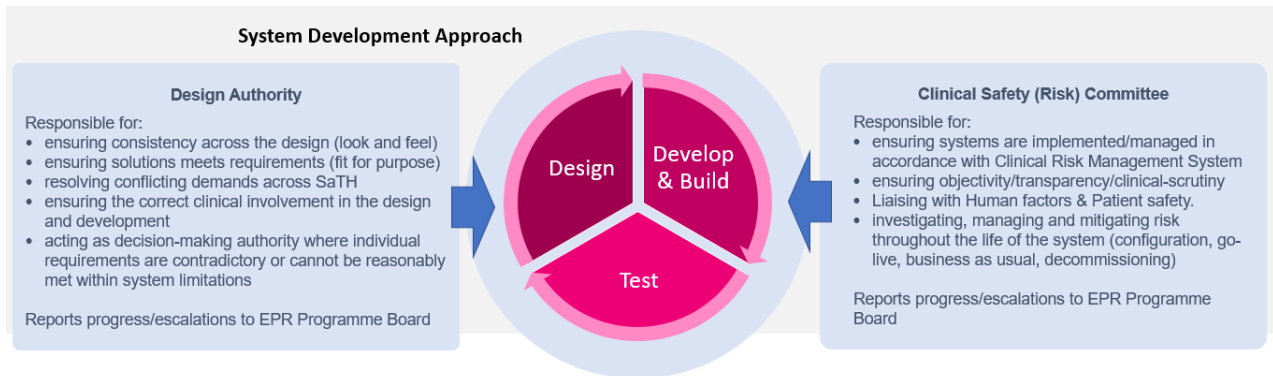 System Development Approach
Design Authority
Responsible for:
• ensuring consistency across the design (look and feel)
• ensuring solutions meets requirements (fit for purpose)
• resolving conflicting demands across SaTH
• ensuring the correct clinical involvement in the design
and development
• acting as decision-making authority where individual
requirements are contradictory or cannot be reasonably
met within system limitations
Reports progress/escalations to EPR Programme Board
Design
Develop
& Build
Test
Clinical Safety (Risk) Committee
Responsible for:
• ensuring systems are implemented/managed in
accordance with Clinical Risk Management System
• ensuring objectivity/transparency/clinical-scrutiny
• Liaising with Human factors & Patient safety.
• investigating, managing and mitigating risk
throughout the life of the system (configuration, go-
live, business as usual, decommissioning)
Reports progress/escalations to EPR Programme
Board